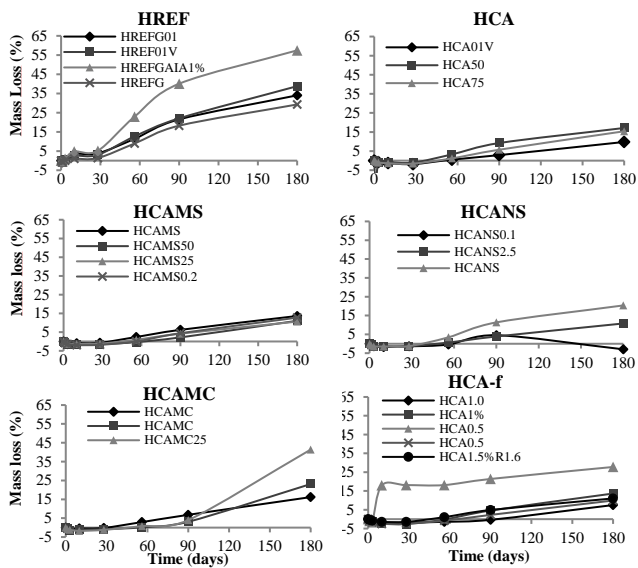 HREF
Mass Loss (%)
65
55
45
35
25
15
5
-5
HREFG01
HREF01V
HREFGAIA1%
HREFG
0 30 60 90 120 150 180
HCA
65
55
45
35
25
15
5
-5
HCA01V
HCA50
HCA75
0 30 60 90 120 150 180
HCAMS
Mass loss (%)
65
55
45
35
25
15
5
-5
HCAMS
HCAMS50
HCAMS25
HCAMS0.2
0 30 60 90 120 150 180
HCANS
65
55
45
35
25
15
5
-5
HCANS0.1
HCANS2.5
HCANS
0 30 60 90 120 150 180
HCAMC
Mass loss (%)
65
55
45
35
25
15
5
-5
HCAMC
HCAMC
HCAMC25
0 30 60 90 120 150 180
Time (days)
HCA-f
65
55
45
35
25
15
5
-5
HCA1.0
HCA1%
HCA0.5
HCA0.5
HCA1.5%R1.6
0 30 60 90 120 150 180
Time (days)